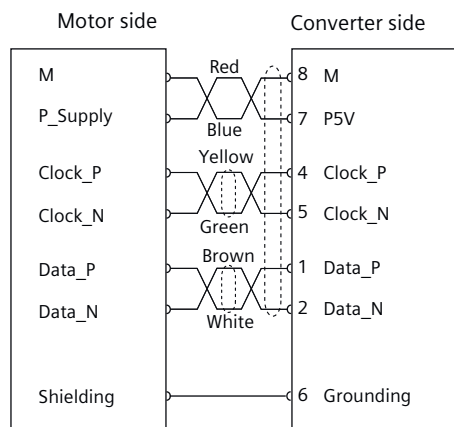 Motor side Converter side
M Red 8 M
P_Supply Blue 7 P5V
Clock_P Yellow 4 Clock_P
Clock_N Green 5 Clock_N
Data_P Brown 1 Data_P
Data_N White 2 Data_N
Shielding 6 Grounding